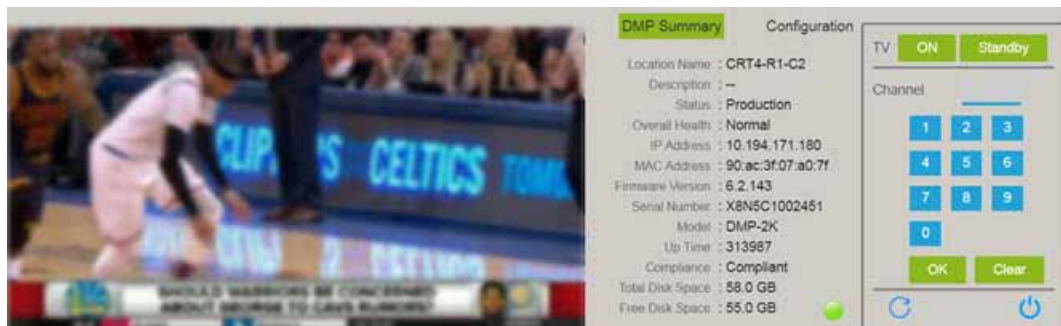 CELTICS
SHOULD WARRIORS BE CONCERNED
ABOUT GEORGE TO CAVS RUMORS?
DMP Summary Configuration
Location Name : CRT4-R1-C2
Description : --
Status : Production
Overall Health : Normal
IP Address : 10.194.171.180
MAC Address : 90:ac:3f:07:a0:7f
Firmware Version : 6.2.143
Serial Number : X8N5C1002451
Model : DMP-2K
Up Time : 313987
Compliance : Compliant
Total Disk Space : 58.0 GB
Free Disk Space : 55.0 GB
TV ON Standby
Channel
1 2 3
4 5 6
7 8 9
0
OK Clear